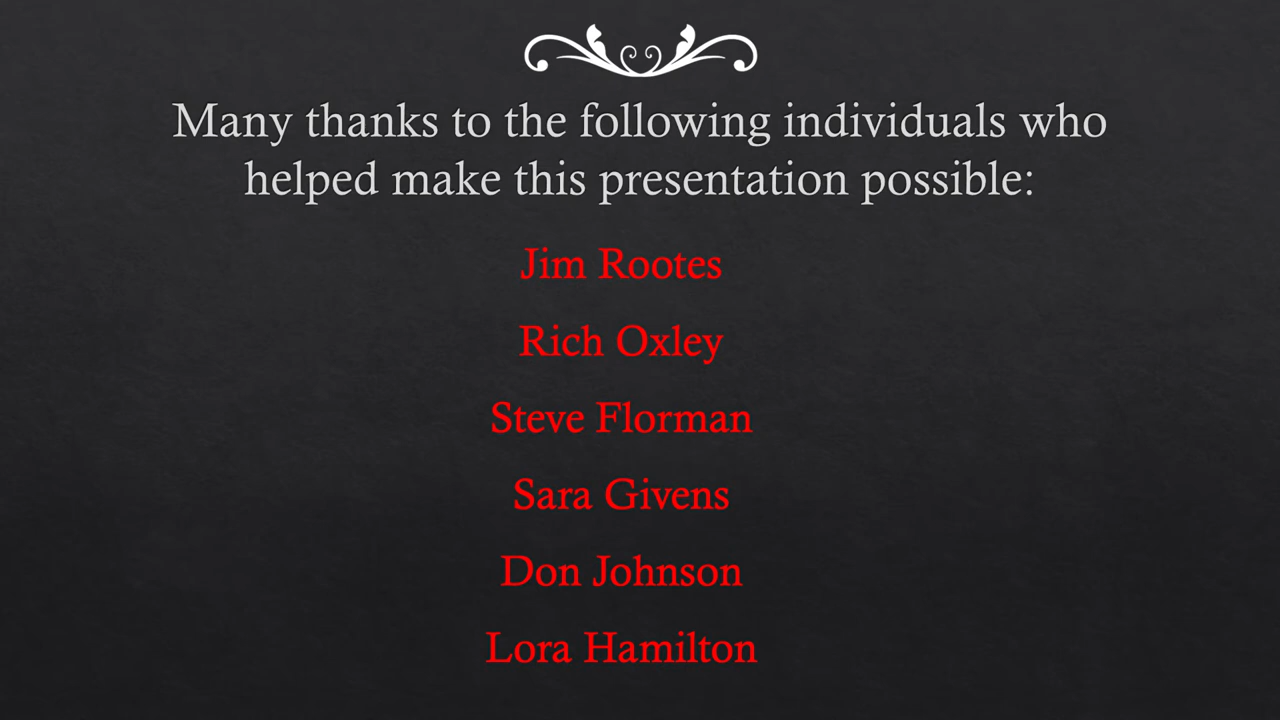 Many thanks to the following individuals who
helped make this presentation possible:
Jim Rootes
Rich Oxley
Steve Florman
Sara Givens
Don Johnson
Lora Hamilton